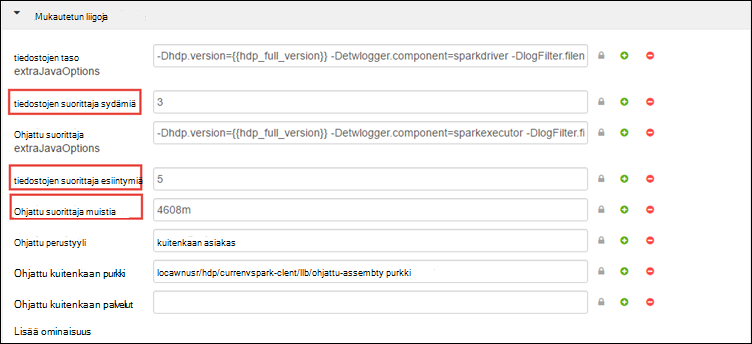 Mukautetun liigoja
tiedostojen taso
extraJavaOptions
-Dhdp.version={{hdp_full_version}} -Detwlogger.component=sparkdriver -DlogFilter.filen
tiedostojen suorittaja sydämiä
3
Ohjattu suorittaja
extraJavaOptions
-Dhdp.version={{hdp_full_version}} -Detwlogger.component=sparkexecutor -DlogFilter.fi
tiedostojen suorittaja esiintymiä
5
Ohjattu suorittaja muistia
4608m
Ohjattu perustyyli
kuitenkaan asiakas
Ohjattu kuitenkaan purkki
locawnusr/hdp/currenvspark-clent/llb/ohjattu-assembty purkki
Ohjattu kuitenkaan palvelut
Lisää ominaisuus